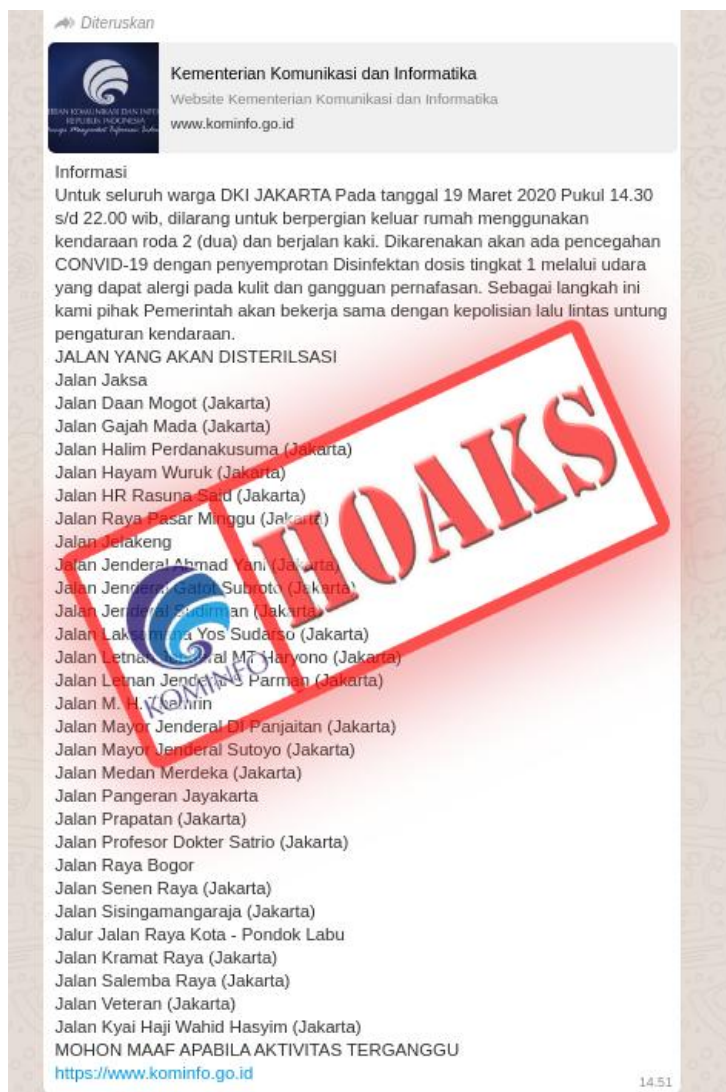 Diteruskan
Kementerian Komunikasi dan Informatika
Website Kementerian Komunikasi dan Informatika
www.kominfo.go.id
Informasi
Untuk seluruh warga DKI JAKARTA Pada tanggal 19 Maret 2020 Pukul 14.30
s/d 22.00 wib, dilarang untuk berpergian keluar rumah menggunakan
kendaraan roda 2 (dua) dan berjalan kaki. Dikarenakan akan ada pencegahan
CONVID-19 dengan penyemprotan Disinfektan dosis tingkat 1 melalui udara
yang dapat alergi pada kulit dan gangguan pernafasan. Sebagai langkah ini
kami pihak Pemerintah akan bekerja sama dengan kepolisian lalu lintas untung
pengaturan kendaraan.
JALAN YANG AKAN DISTERILSASI
Jalan Jaksa
Jalan Daan Mogot (Jakarta)
Jalan Gajah Mada (Jakarta)
Jalan Halim Perdanakusuma (Jakarta)
Jalan Hayam Wuruk (Jakarta)
Jalan HR Rasuna Said (Jakarta)
Jalan Raya Pasar Minggu (Jakarta)
Jalan Jelakeng
Jalan Jenderal Ahmad Yani (Jakarta)
Jalan Jenderal Gatot Subroto (Jakarta)
Jalan Jenderal Sudirman (Jakarta)
Jalan Laksamana Yos Sudarso (Jakarta)
Jalan Letnan Jenderal MT Haryono (Jakarta)
Jalan Letnan Jenderal S Parman (Jakarta)
Jalan M. H. Thamrin
Jalan Mayor Jenderal DI Panjaitan (Jakarta)
Jalan Mayor Jenderal Sutoyo (Jakarta)
Jalan Medan Merdeka (Jakarta)
Jalan Pangeran Jayakarta
Jalan Prapatan (Jakarta)
Jalan Profesor Dokter Satrio (Jakarta)
Jalan Raya Bogor
Jalan Senen Raya (Jakarta)
Jalan Sisingamangaraja (Jakarta)
Jalur Jalan Raya Kota - Pondok Labu
Jalan Kramat Raya (Jakarta)
Jalan Salemba Raya (Jakarta)
Jalan Veteran (Jakarta)
Jalan Kyai Haji Wahid Hasyim (Jakarta)
MOHON MAAF APABILA AKTIVITAS TERGANGGU
https://www.kominfo.go.id
14.51
KOMINFO
HOAKS